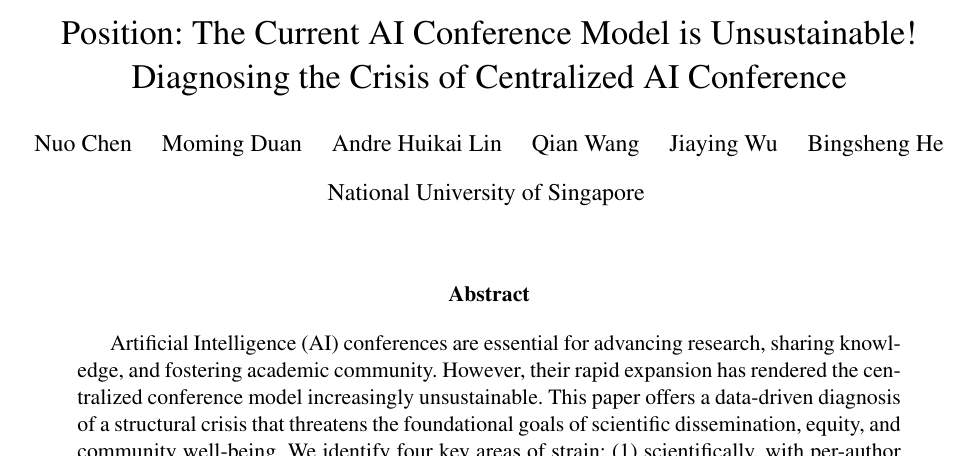 Position: The Current AI Conference Model is Unsustainable!
Diagnosing the Crisis of Centralized AI Conference
Nuo Chen Moming Duan Andre Huikai Lin Qian Wang Jiaying Wu Bingsheng He
National University of Singapore
Abstract
Artificial Intelligence (AI) conferences are essential for advancing research, sharing knowl-
edge, and fostering academic community. However, their rapid expansion has rendered the cen-
tralized conference model increasingly unsustainable. This paper offers a data-driven diagnosis
of a structural crisis that threatens the foundational goals of scientific dissemination, equity, and
community well-being. We identify four key areas of strain: (1) scientifically, with per-author